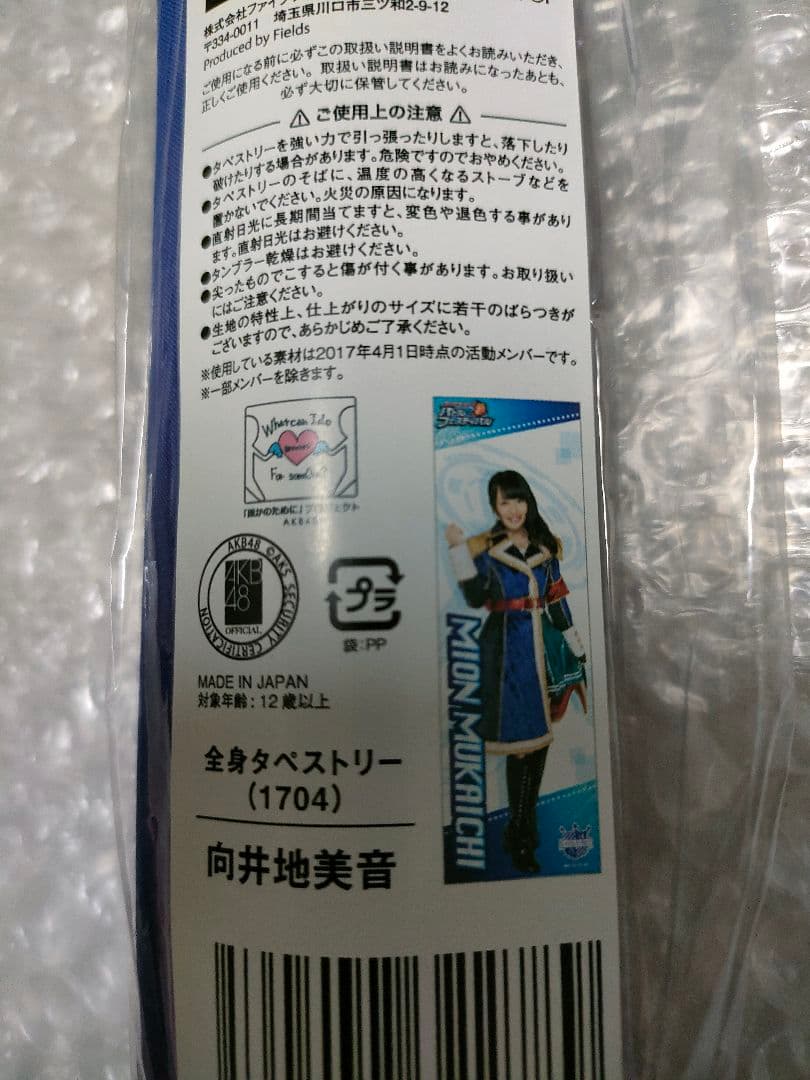 株式会社ファイン
〒334-0011 埼玉県川口市三ツ和2-9-12
Produced by Fields
ご使用になる前に必ずこの取扱い説明書をよくお読みいただき、
正しくご使用ください。取扱い説明書はお読みになったあとも、
必ず大切に保管してください。
ご使用上の注意
●タペストリーを強い力で引っ張ったりしますと、落下したり
破けたりする場合があります。危険ですのでおやめください。
●タペストリーのそばに、温度の高くなるストーブなどを
置かないでください。火災の原因になります。
●直射日光に長期間当てますと、変色や退色する事があり
ます。直射日光はお避けください。
●タンブラー乾燥はお避けください。
●尖ったものでこすると傷が付く事があります。お取り扱い
にはご注意ください。
●生地の特性上、仕上がりのサイズに若干のばらつきが
ございますので、あらかじめご了承ください。
※使用している素材は2017年4月1日時点の活動メンバーです。
※一部メンバーを除きます。
What can I do
For someone?
「誰かのために」プロジェクト
AKB48
AKB48 ©AKS SECURITY CERTIFICATION
AKB
48
OFFICIAL
プラ
袋:PP
MADE IN JAPAN
対象年齢:12歳以上
全身タペストリー
(1704)
向井地美音
バトル
フェスティバル
MION MUKAICHI